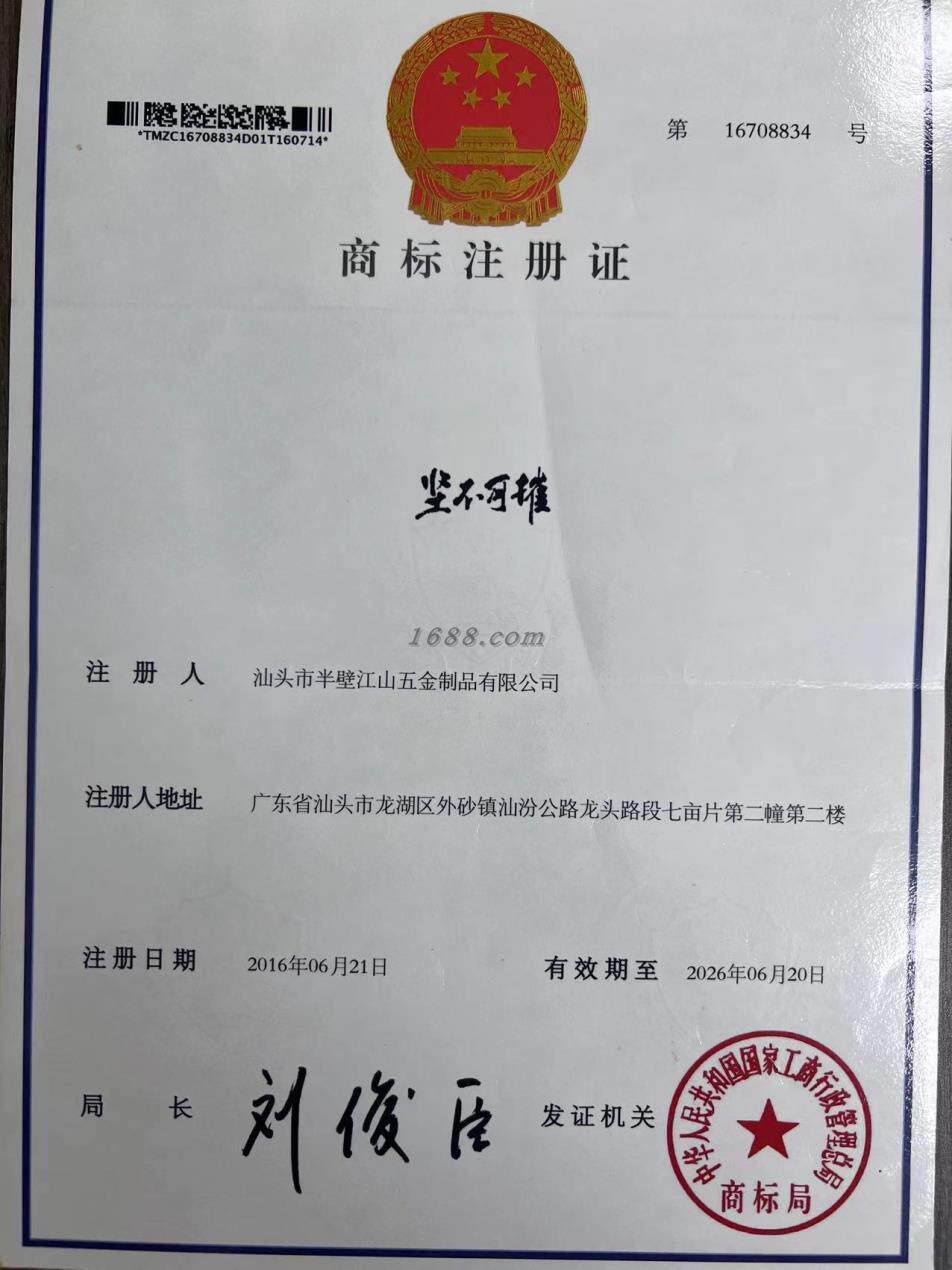 *TMZC16708834D01T160714*
第 16708834 号
商标注册证
坚不可摧
1688.com
注册人 汕头市半壁江山五金制品有限公司
注册人地址 广东省汕头市龙湖区外砂镇汕汾公路龙头路段七亩片第二幢第二楼
注册日期 2016年06月21日 有效期至 2026年06月20日
局长 刘俊臣 发证机关
中华人民共和国国家工商行政管理总局
商标局